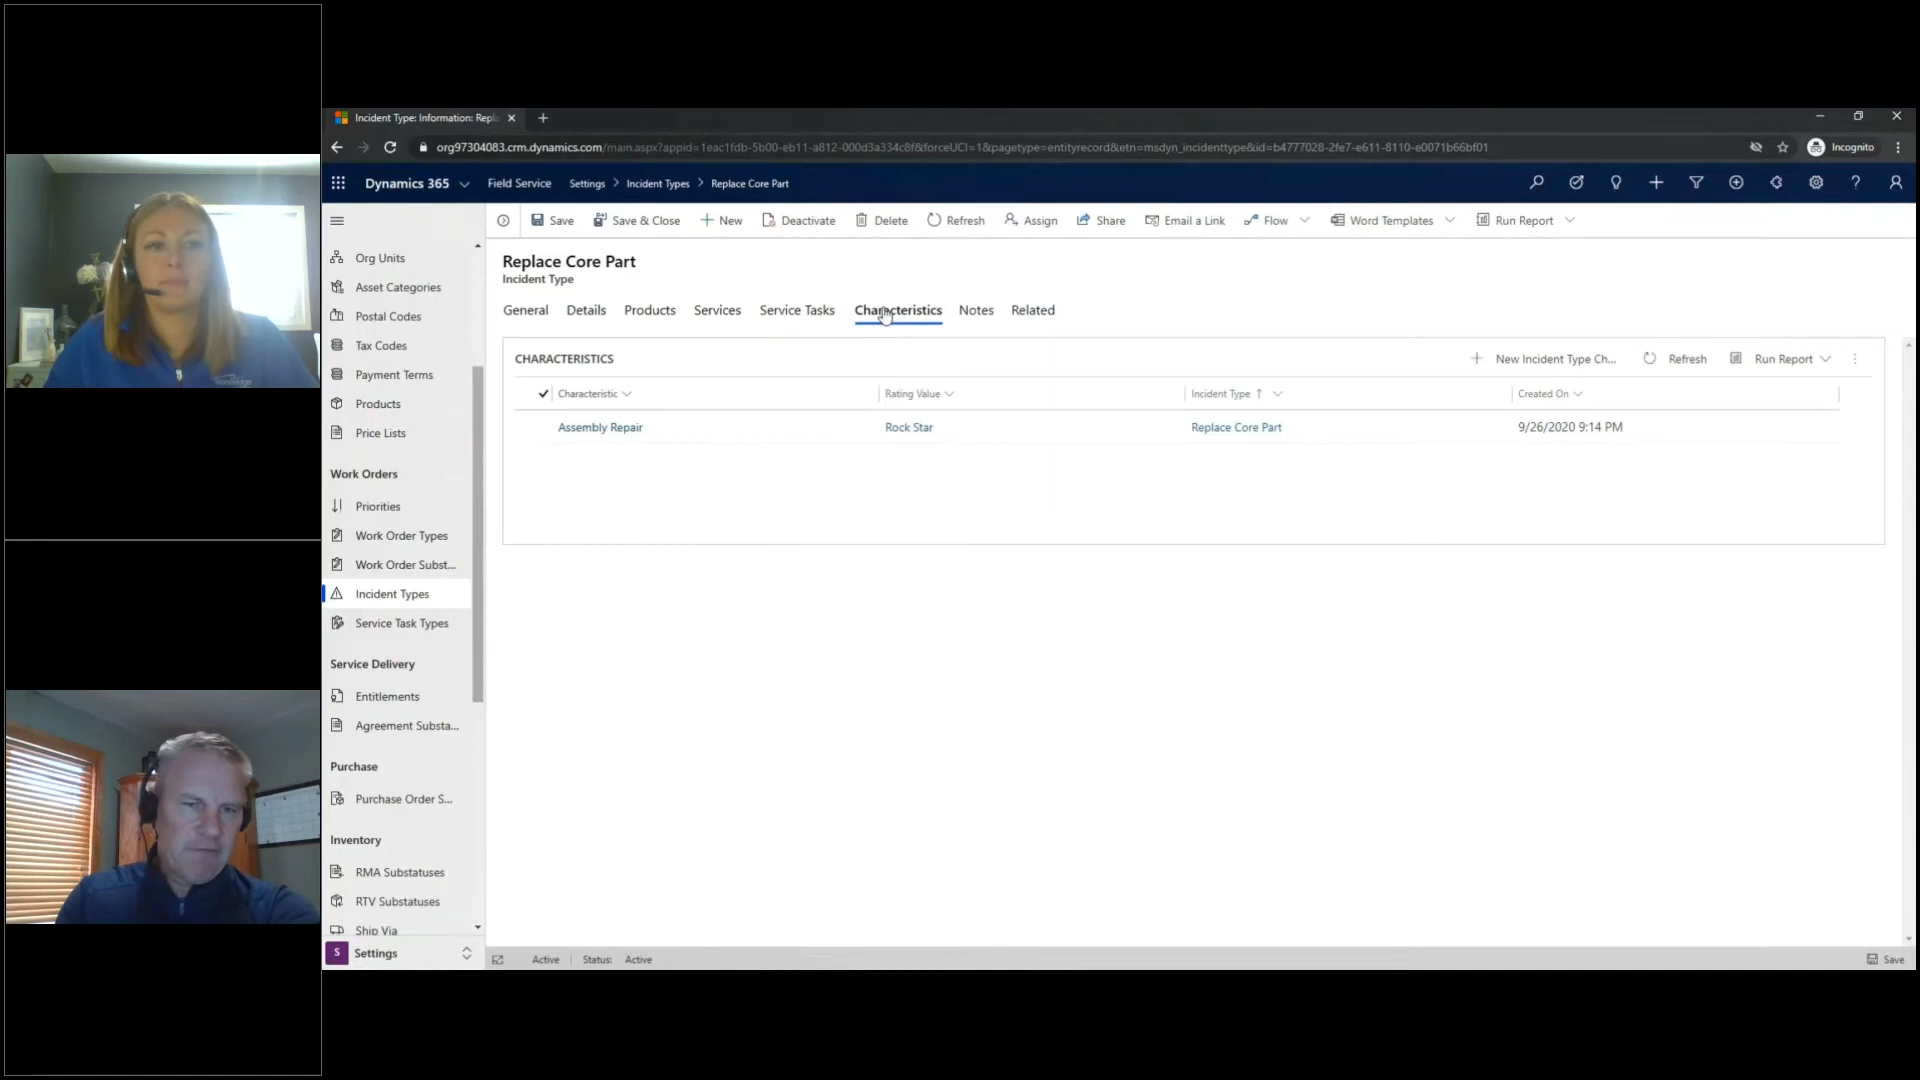 Incident Type: Information: Repl
org97304083.crm.dynamics.com/main.aspx?appid=1eac1fdb-5b00-eb11-a812-000d3a334c8f&forceUCI=1&pagetype=entityrecord&etn=msdyn_incidenttype&id=b4777028-2fe7-e611-8110-e0071b66bf01
Incognito
Dynamics 365 Field Service Settings > Incident Types > Replace Core Part
Save Save & Close New Deactivate Delete Refresh Assign Share Email a Link Flow Word Templates Run Report
Org Units
Asset Categories
Postal Codes
Tax Codes
Payment Terms
Products
Price Lists
Work Orders
Priorities
Work Order Types
Work Order Subst...
Incident Types
Service Task Types
Service Delivery
Entitlements
Agreement Substa...
Purchase
Purchase Order S...
Inventory
RMA Substatuses
RTV Substatuses
Ship Via
S Settings
Replace Core Part
Incident Type
General Details Products Services Service Tasks Characteristics Notes Related
CHARACTERISTICS
New Incident Type Ch... Refresh Run Report
Characteristic Rating Value Incident Type ↑ Created On
Assembly Repair Rock Star Replace Core Part 9/26/2020 9:14 PM
Active Status: Active
Save